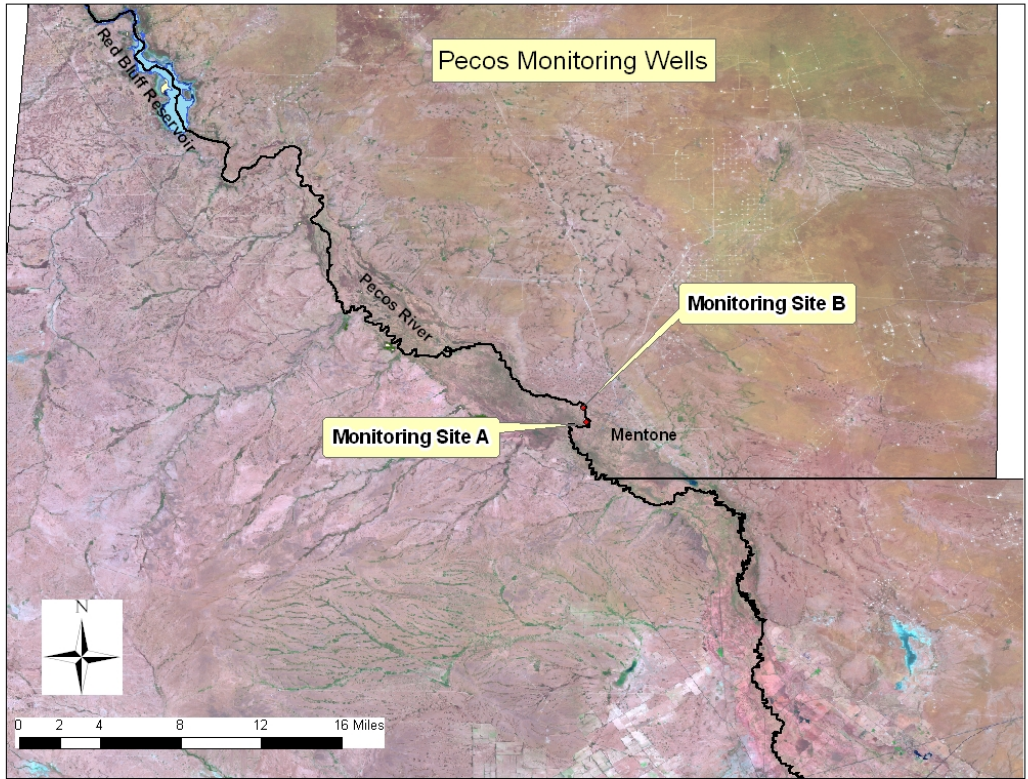 Pecos Monitoring Wells
Red Bluff Reservoir
Pecos River
Monitoring Site B
Monitoring Site A
Mentone
N
0 2 4 8 12 16 Miles